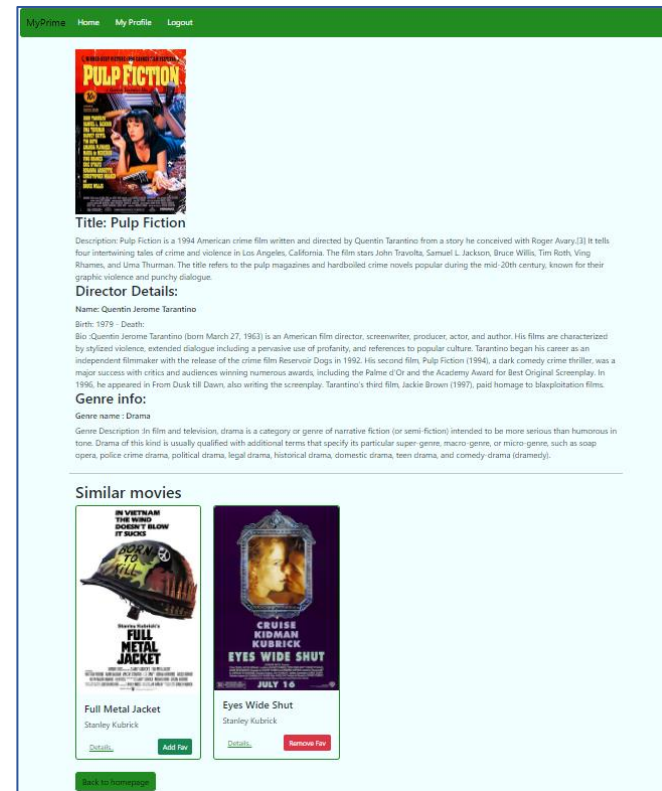 MyPrime Home My Profile Logout
PULP FICTION
10¢
Title: Pulp Fiction
Description: Pulp Fiction is a 1994 American crime film written and directed by Quentin Tarantino from a story he conceived with Roger Avary.[3] It tells
four intertwining tales of crime and violence in Los Angeles, California. The film stars John Travolta, Samuel L. Jackson, Bruce Willis, Tim Roth, Ving
Rhames, and Uma Thurman. The title refers to the pulp magazines and hardboiled crime novels popular during the mid-20th century, known for their
graphic violence and punchy dialogue.
Director Details:
Name: Quentin Jerome Tarantino
Birth: 1979 - Death:
Bio :Quentin Jerome Tarantino (born March 27, 1963) is an American film director, screenwriter, producer, actor, and author. His films are characterized
by stylized violence, extended dialogue including a pervasive use of profanity, and references to popular culture. Tarantino began his career as an
independent filmmaker with the release of the crime film Reservoir Dogs in 1992. His second film, Pulp Fiction (1994), a dark comedy crime thriller, was a
major success with critics and audiences winning numerous awards, including the Palme d'Or and the Academy Award for Best Original Screenplay. In
1996, he appeared in From Dusk till Dawn, also writing the screenplay. Tarantino's third film, Jackie Brown (1997), paid homage to blaxploitation films.
Genre info:
Genre name : Drama
Genre Description :In film and television, drama is a category or genre of narrative fiction (or semi-fiction) intended to be more serious than humorous in
tone. Drama of this kind is usually qualified with additional terms that specify its particular super-genre, macro-genre, or micro-genre, such as soap
opera, police crime drama, political drama, legal drama, historical drama, domestic drama, teen drama, and comedy-drama (dramedy).
Similar movies
IN VIETNAM
THE WIND
DOESN'T BLOW
IT SUCKS
BORN TO KILL
Stanley Kubrick's
FULL
METAL
JACKET
Full Metal Jacket
Stanley Kubrick
Details.. Add Fav
CRUISE
KIDMAN
KUBRICK
EYES WIDE SHUT
JULY 16
Eyes Wide Shut
Stanley Kubrick
Details.. Remove Fav
Back to homepage